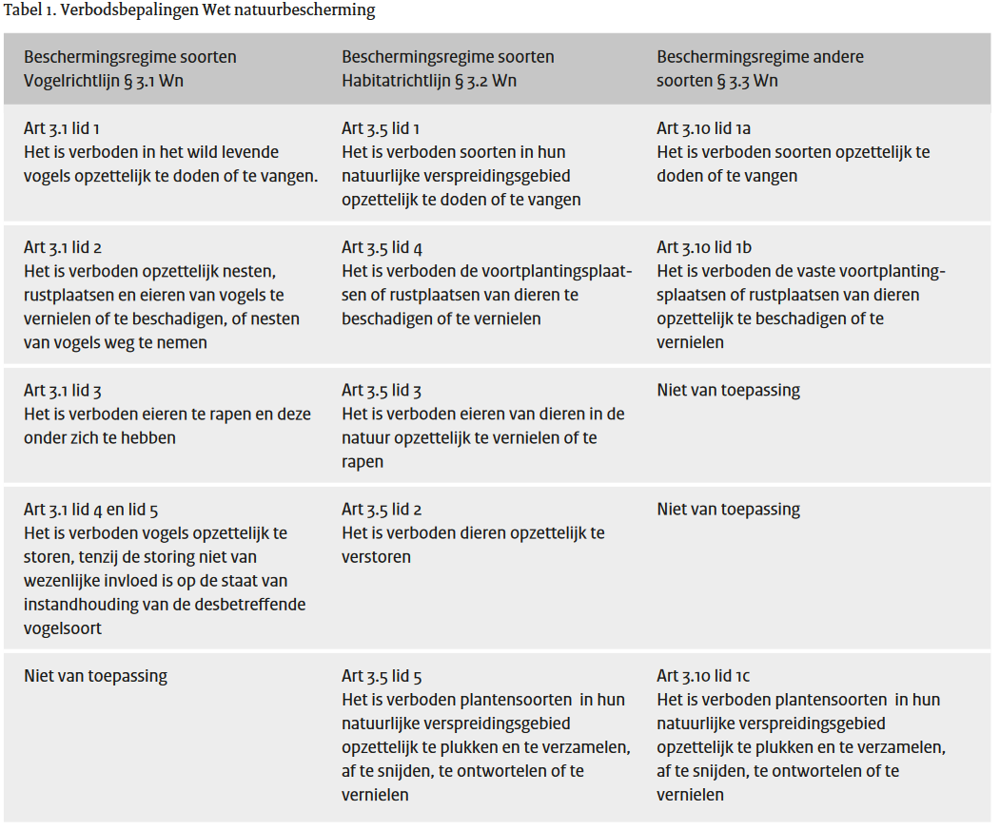 Tabel 1. Verbodsbepalingen Wet natuurbescherming
Beschermingsregime soorten
Vogelrichtlijn § 3.1 Wn
Beschermingsregime soorten
Habitatrichtlijn § 3.2 Wn
Beschermingsregime andere
soorten § 3.3 Wn
Art 3.1 lid 1
Het is verboden in het wild levende
vogels opzettelijk te doden of te vangen.
Art 3.5 lid 1
Het is verboden soorten in hun
natuurlijke verspreidingsgebied
opzettelijk te doden of te vangen
Art 3.10 lid 1a
Het is verboden soorten opzettelijk te
doden of te vangen
Art 3.1 lid 2
Het is verboden opzettelijk nesten,
rustplaatsen en eieren van vogels te
vernielen of te beschadigen, of nesten
van vogels weg te nemen
Art 3.5 lid 4
Het is verboden de voortplantingsplaat-
sen of rustplaatsen van dieren te
beschadigen of te vernielen
Art 3.10 lid 1b
Het is verboden de vaste voortplanting-
splaatsen of rustplaatsen van dieren
opzettelijk te beschadigen of te
vernielen
Art 3.1 lid 3
Het is verboden eieren te rapen en deze
onder zich te hebben
Art 3.5 lid 3
Het is verboden eieren van dieren in de
natuur opzettelijk te vernielen of te
rapen
Niet van toepassing
Art 3.1 lid 4 en lid 5
Het is verboden vogels opzettelijk te
storen, tenzij de storing niet van
wezenlijke invloed is op de staat van
instandhouding van de desbetreffende
vogelsoort
Art 3.5 lid 2
Het is verboden dieren opzettelijk te
verstoren
Niet van toepassing
Niet van toepassing
Art 3.5 lid 5
Het is verboden plantensoorten in hun
natuurlijke verspreidingsgebied
opzettelijk te plukken en te verzamelen,
af te snijden, te ontwortelen of te
vernielen
Art 3.10 lid 1c
Het is verboden plantensoorten in hun
natuurlijke verspreidingsgebied
opzettelijk te plukken en te verzamelen,
af te snijden, te ontwortelen of te
vernielen